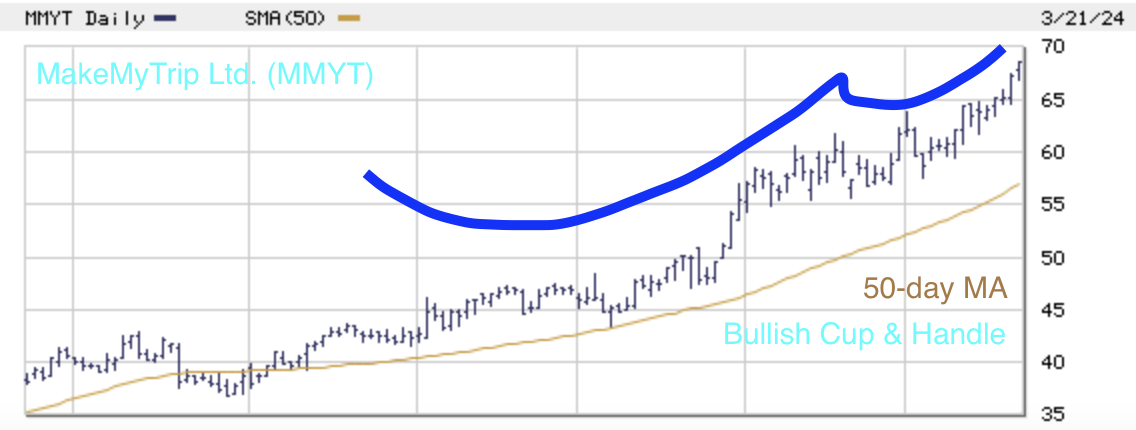 MMYT Daily SMA(50) 3/21/24
MakeMyTrip Ltd. (MMYT)
70
65
60
55
50
50-day MA
45
Bullish Cup & Handle
40
35